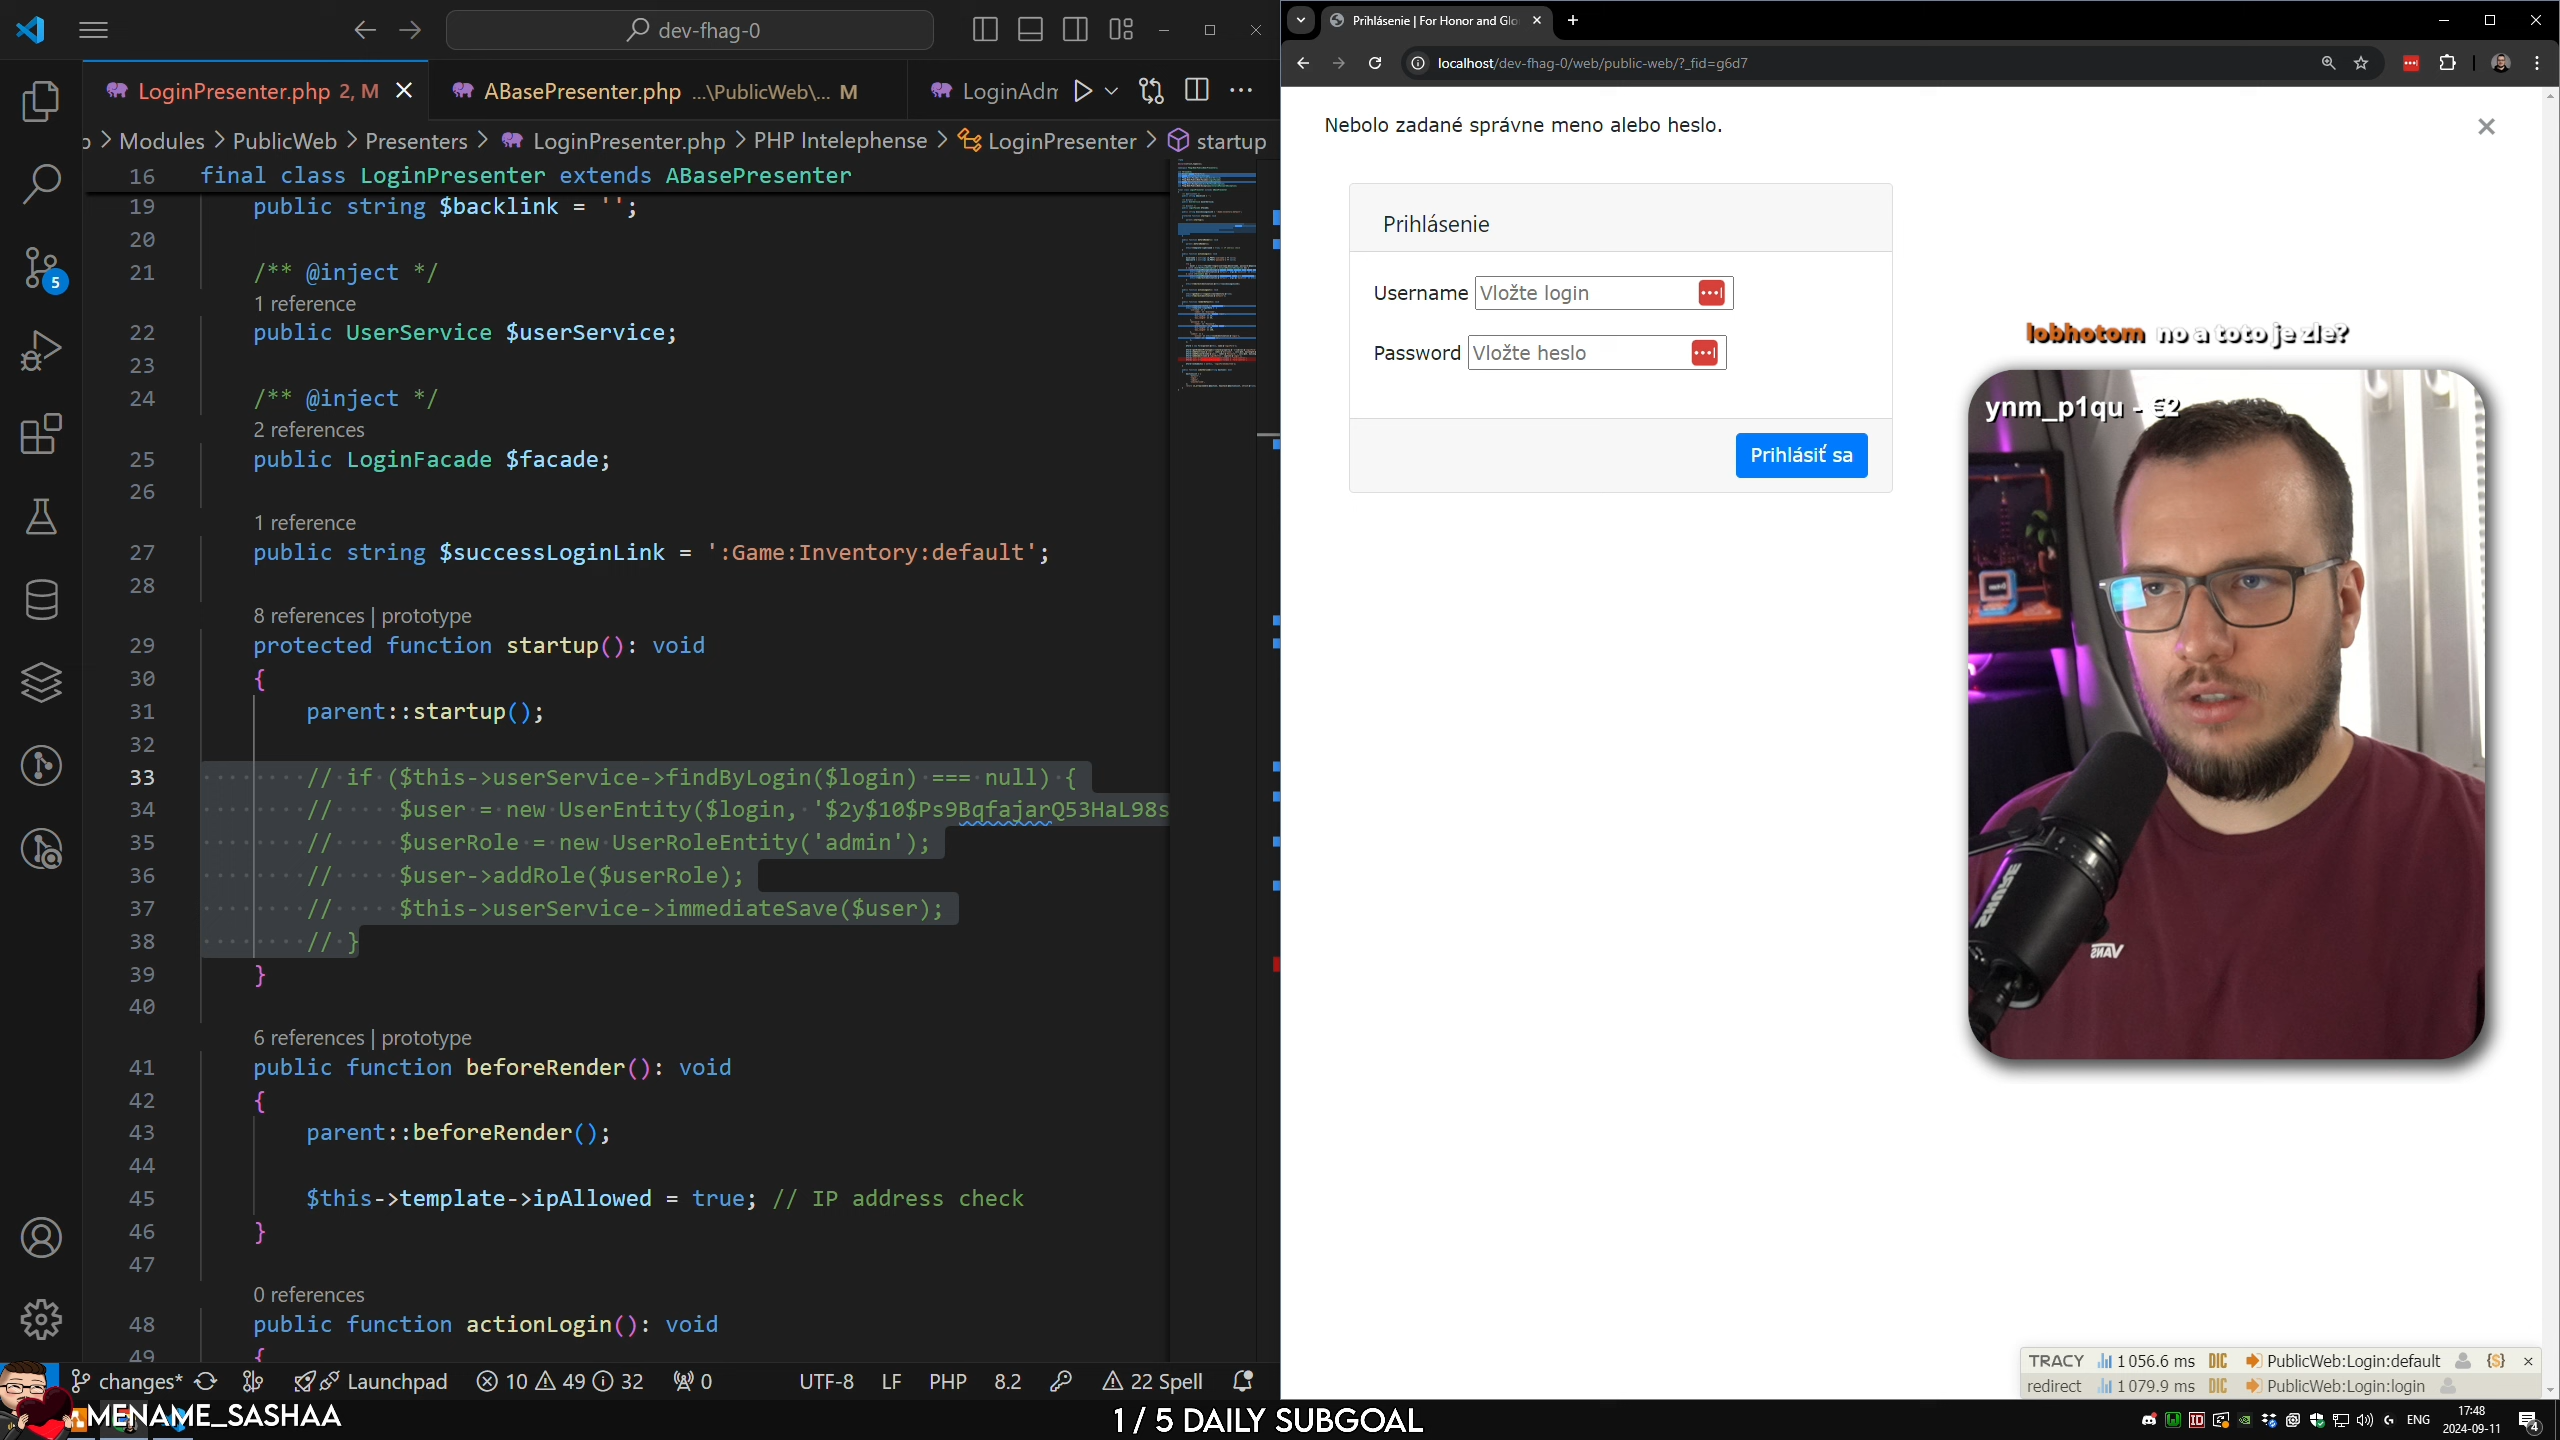 dev-fhag-0
LoginPresenter.php 2, M
ABasePresenter.php ...\PublicWeb\... M
LoginAdm
Modules > PublicWeb > Presenters > LoginPresenter.php > PHP Intelephense > LoginPresenter > startup
16 final class LoginPresenter extends ABasePresenter
19 public string $backlink = '';
20
21 /** @inject */
1 reference
22 public UserService $userService;
23
24 /** @inject */
2 references
25 public LoginFacade $facade;
26
1 reference
27 public string $successLoginLink = ':Game:Inventory:default';
28
8 references | prototype
29 protected function startup(): void
30 {
31 parent::startup();
32
33 // if ($this->userService->findByLogin($login) === null) {
34 // $user = new UserEntity($login, '$2y$10$Ps9BqfajarQ53HaL98s
35 // $userRole = new UserRoleEntity('admin');
36 // $user->addRole($userRole);
37 // $this->userService->immediateSave($user);
38 // }
39 }
40
6 references | prototype
41 public function beforeRender(): void
42 {
43 parent::beforeRender();
44
45 $this->template->ipAllowed = true; // IP address check
46 }
47
0 references
48 public function actionLogin(): void
49 {
5
changes* Launchpad 10 49 32 0 UTF-8 LF PHP 8.2 22 Spell
MENAME_SASHAA
1 / 5 DAILY SUBGOAL
Prihlásenie | For Honor and Glo
localhost/dev-fhag-0/web/public-web/?_fid=g6d7
Nebolo zadané správne meno alebo heslo.
×
Prihlásenie
Username Vložte login
Password Vložte heslo
Prihlásiť sa
lobhotom no a toto je zle?
ynm_p1qu - €2
SHURE
VANS
TRACY 1 056.6 ms DIC PublicWeb:Login:default {$} ×
redirect 1 079.9 ms DIC PublicWeb:Login:login
ENG
17:48
2024-09-11
4